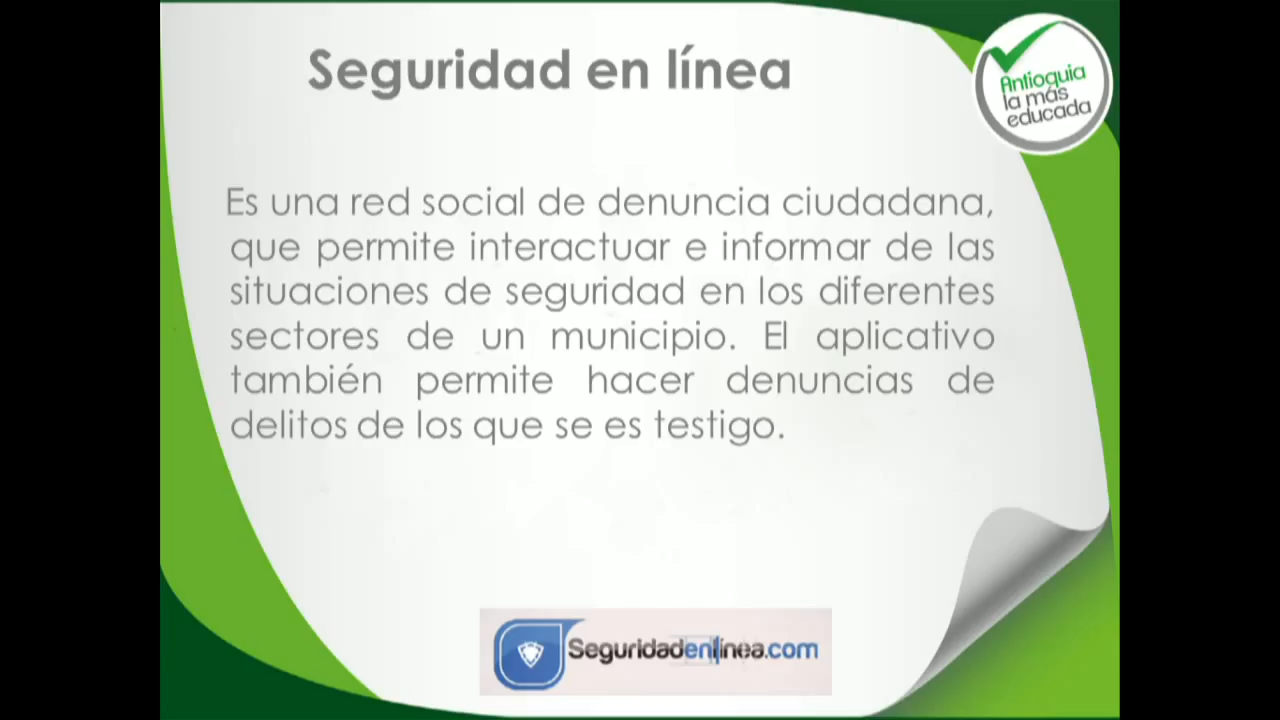 Seguridad en línea
Antioquia
la más
educada
Es una red social de denuncia ciudadana,
que permite interactuar e informar de las
situaciones de seguridad en los diferentes
sectores de un municipio. El aplicativo
también permite hacer denuncias de
delitos de los que se es testigo.
Seguridadenlínea.com